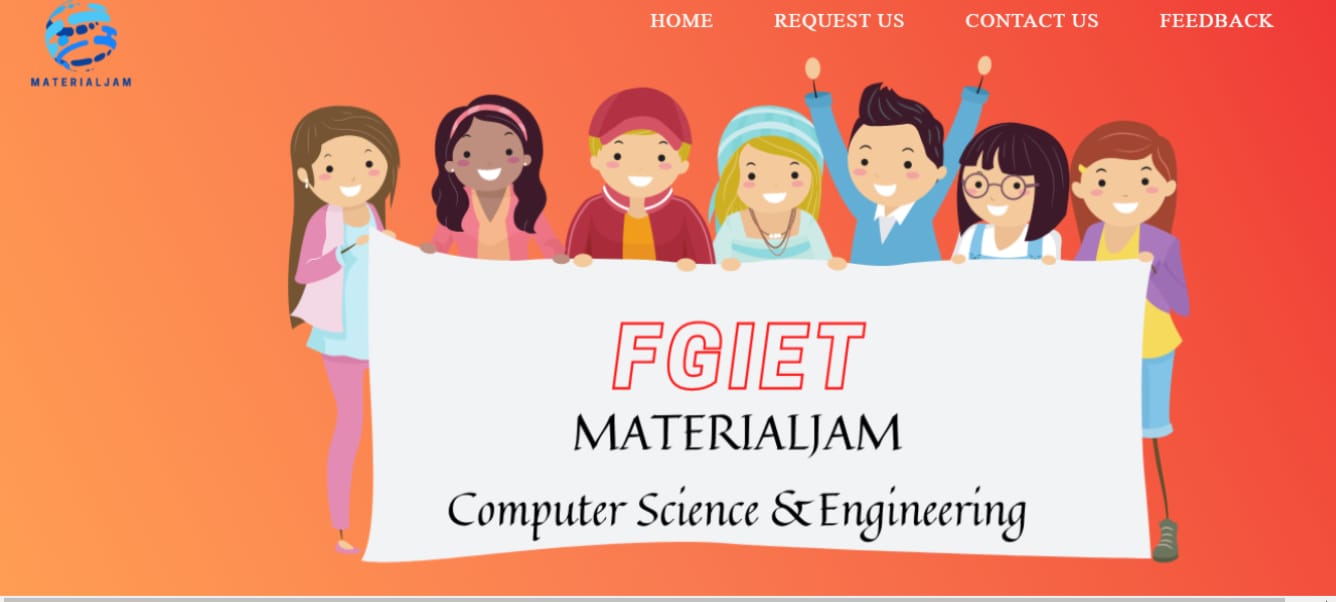 HOME REQUEST US CONTACT US FEEDBACK
MATERIALJAM
FGIET
MATERIALJAM
Computer Science & Engineering